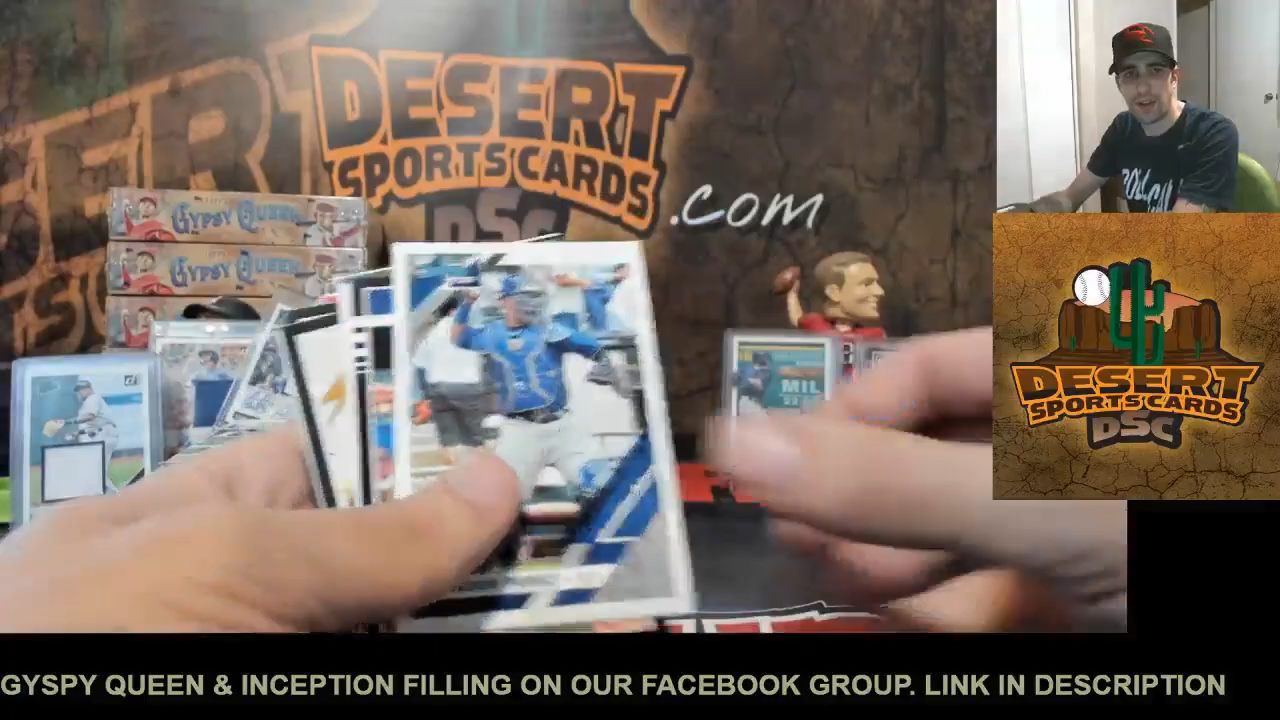 DESERT
SPORTS CARDS
DSC
.com
GYPSY QUEEN
GYPSY QUEEN
MIL
DESERT
SPORTS CARDS
DSC
GYSPY QUEEN & INCEPTION FILLING ON OUR FACEBOOK GROUP. LINK IN DESCRIPTION